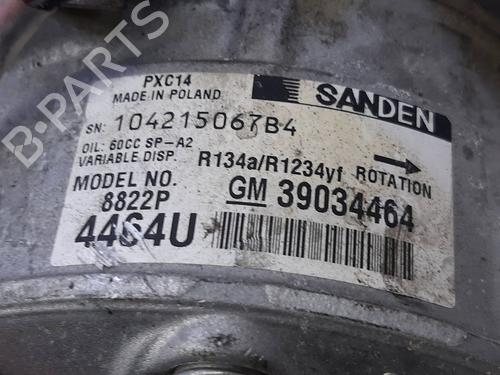 B-PARTS
PXC14
MADE IN POLAND
SANDEN
SN: 104215067B4
OIL: 60CC SP-A2
VARIABLE DISP.
R134a/R1234yf ROTATION
MODEL NO.
8822P
GM 39034464
44S4U